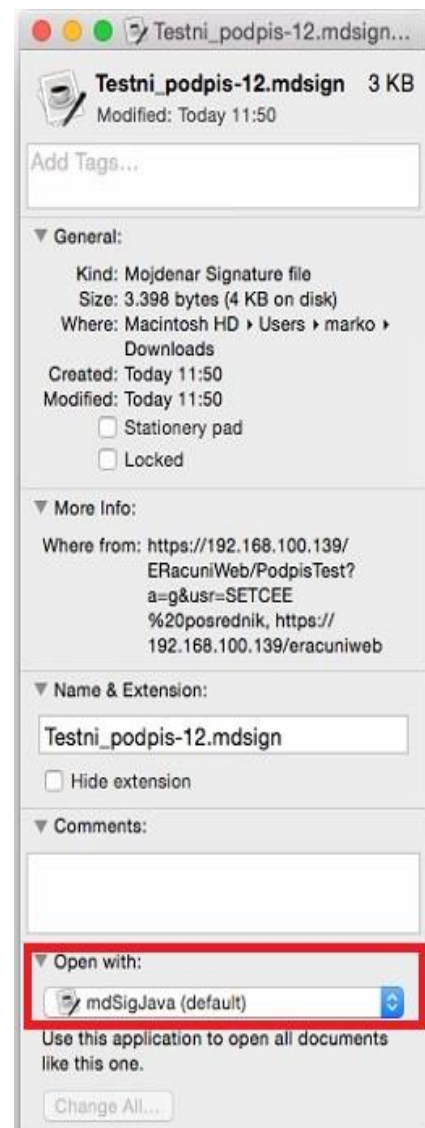 Testni_podpis-12.mdsign...
Testni_podpis-12.mdsign 3 KB
Modified: Today 11:50
Add Tags...
General:
Kind: Mojdenar Signature file
Size: 3.398 bytes (4 KB on disk)
Where: Macintosh HD ▸ Users ▸ marko ▸
Downloads
Created: Today 11:50
Modified: Today 11:50
Stationery pad
Locked
More Info:
Where from: https://192.168.100.139/
ERacuniWeb/PodpisTest?
a=g&usr=SETCEE
%20posrednik, https://
192.168.100.139/eracuniweb
Name & Extension:
Testni_podpis-12.mdsign
Hide extension
Comments:
Open with:
mdSigJava (default)
Use this application to open all documents
like this one.
Change All...